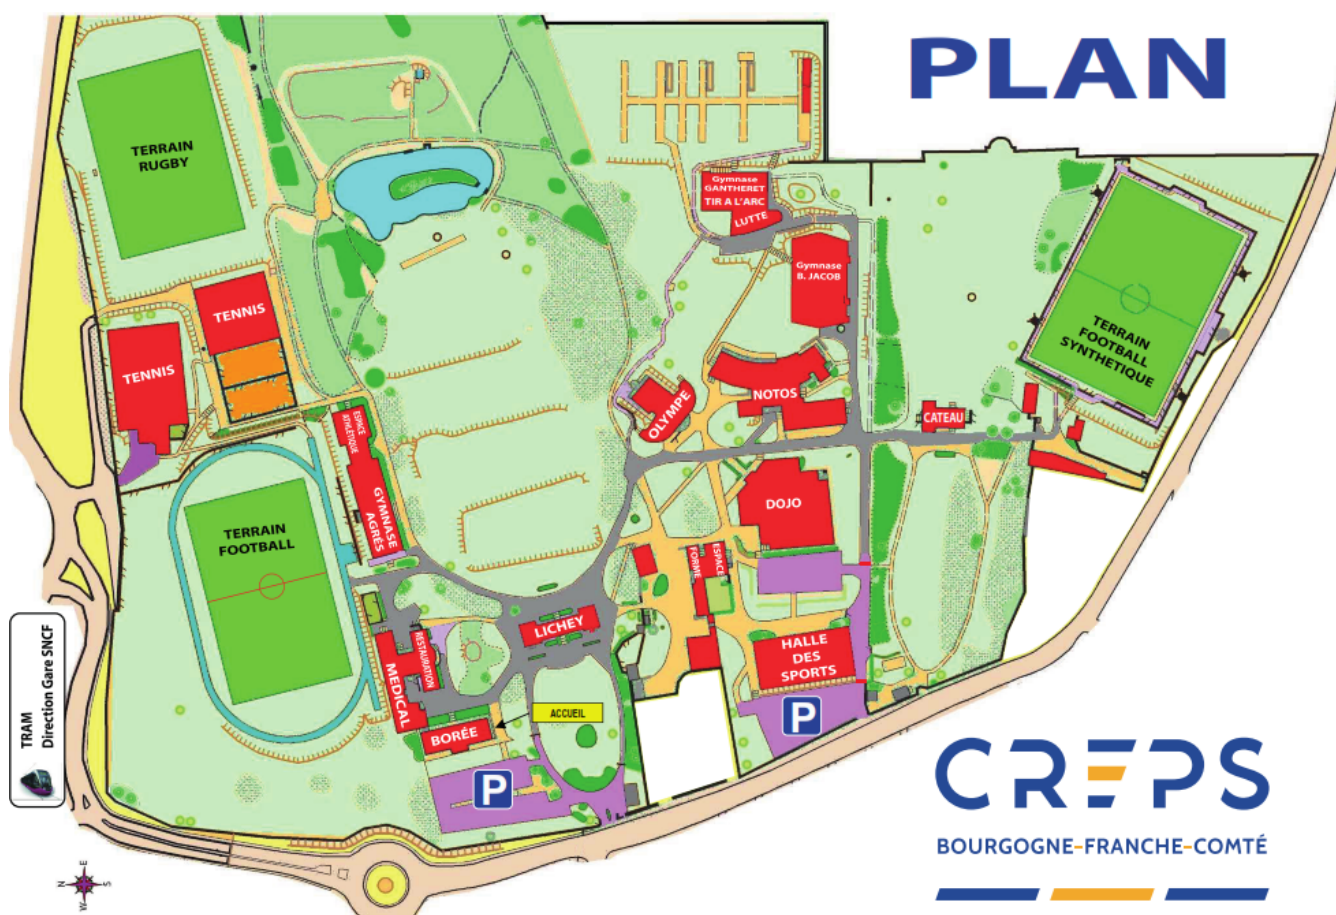 PLAN
TERRAIN
RUGBY
Gymnase
GANTHERET
TIR A L'ARC
LUTTE
Gymnase
B. JACOB
TENNIS
TENNIS
TERRAIN
FOOTBALL
SYNTHETIQUE
ESPACE
ATHLÉTIQUE
GYMNASE
AGRÈS
OLYMPE
NOTOS
CATEAU
DOJO
TERRAIN
FOOTBALL
ESPACE
FORME
LICHEY
RESTAURATION
MEDICAL
HALLE
DES
SPORTS
ACCUEIL
BORÉE
P
P
TRAM
Direction Gare SNCF
N
E
S
W
CREPS
BOURGOGNE-FRANCHE-COMTÉ